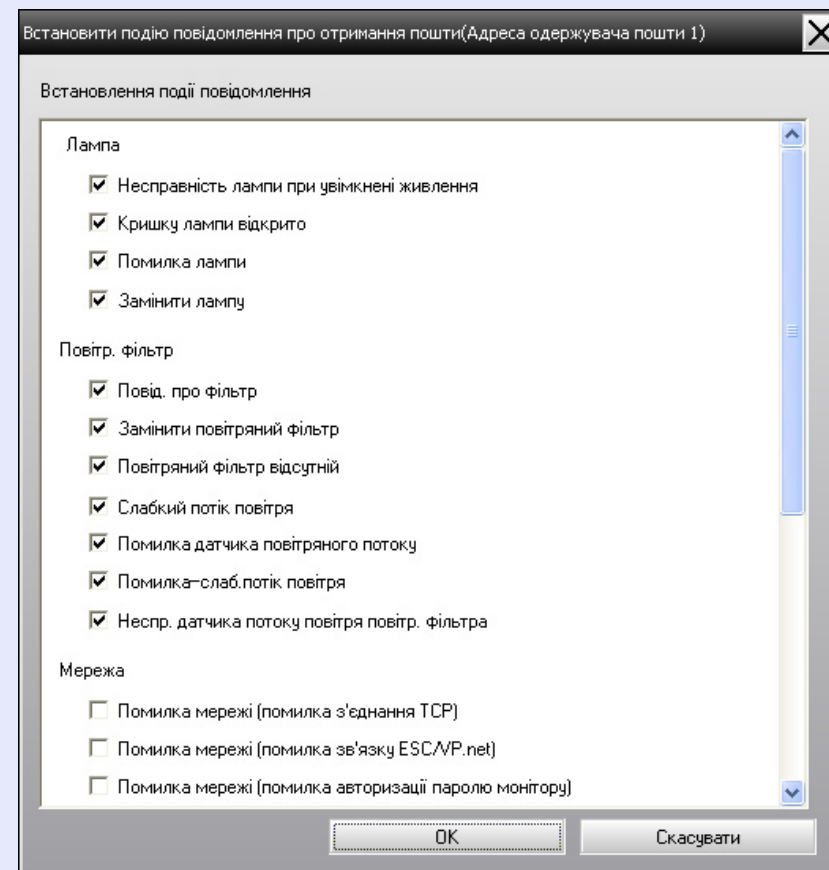 Встановити подію повідомлення про отримання пошти(Адреса одержувача пошти 1)
Встановлення події повідомлення
Лампа
Несправність лампи при увімкнені живлення
Кришку лампи відкрито
Помилка лампи
Замінити лампу
Повітр. фільтр
Повід. про фільтр
Замінити повітряний фільтр
Повітряний фільтр відсутній
Слабкий потік повітря
Помилка датчика повітряного потоку
Помилка-слаб.потік повітря
Неспр. датчика потоку повітря повітр. фільтра
Мережа
Помилка мережі (помилка з'єднання TCP)
Помилка мережі (помилка зв'язку ESC/VP.net)
Помилка мережі (помилка авторизації паролю монітору)
OK
Скасувати